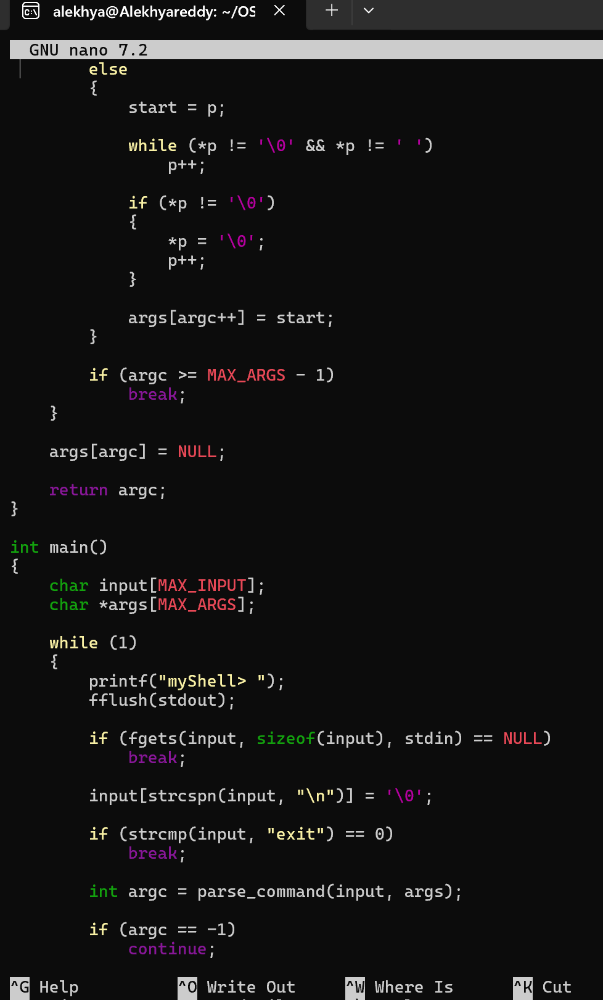 alekhya@Alekhyareddy: ~/OS
GNU nano 7.2
else
{
start = p;
while (*p != '\0' && *p != ' ')
p++;
if (*p != '\0')
{
*p = '\0';
p++;
}
args[argc++] = start;
}
if (argc >= MAX_ARGS - 1)
break;
}
args[argc] = NULL;
return argc;
}
int main()
{
char input[MAX_INPUT];
char *args[MAX_ARGS];
while (1)
{
printf("myShell> ");
fflush(stdout);
if (fgets(input, sizeof(input), stdin) == NULL)
break;
input[strcspn(input, "\n")] = '\0';
if (strcmp(input, "exit") == 0)
break;
int argc = parse_command(input, args);
if (argc == -1)
continue;
^G Help ^O Write Out ^W Where Is ^K Cut